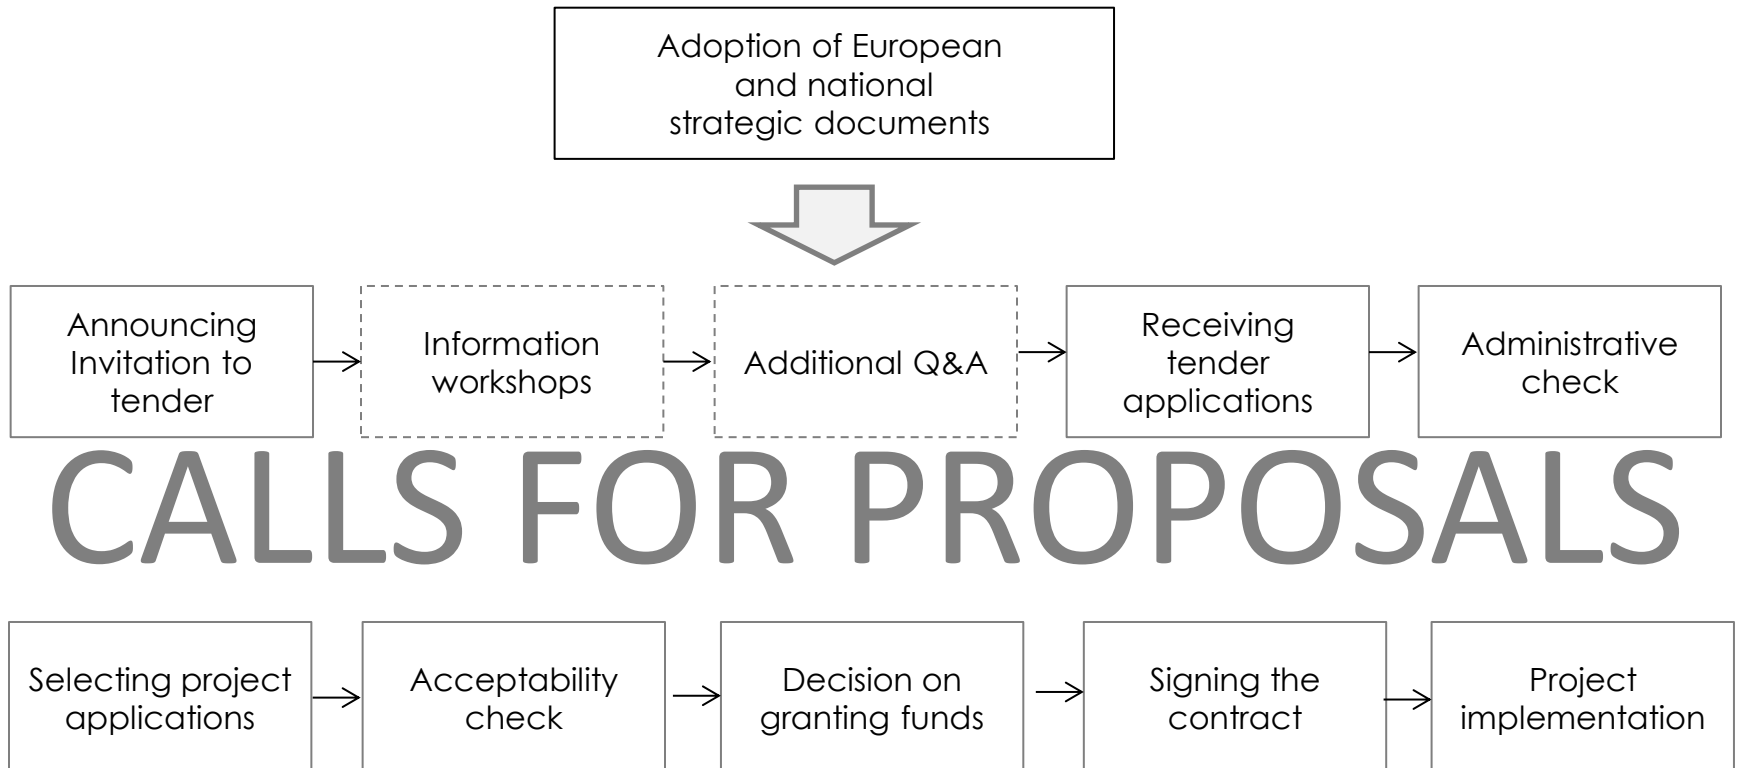 Adoption of European
and national
strategic documents
Announcing
Invitation to
tender
Information
workshops
Additional Q&A
Receiving
tender
applications
Administrative
check
CALLS FOR PROPOSALS
Selecting project
applications
Acceptability
check
Decision on
granting funds
Signing the
contract
Project
implementation